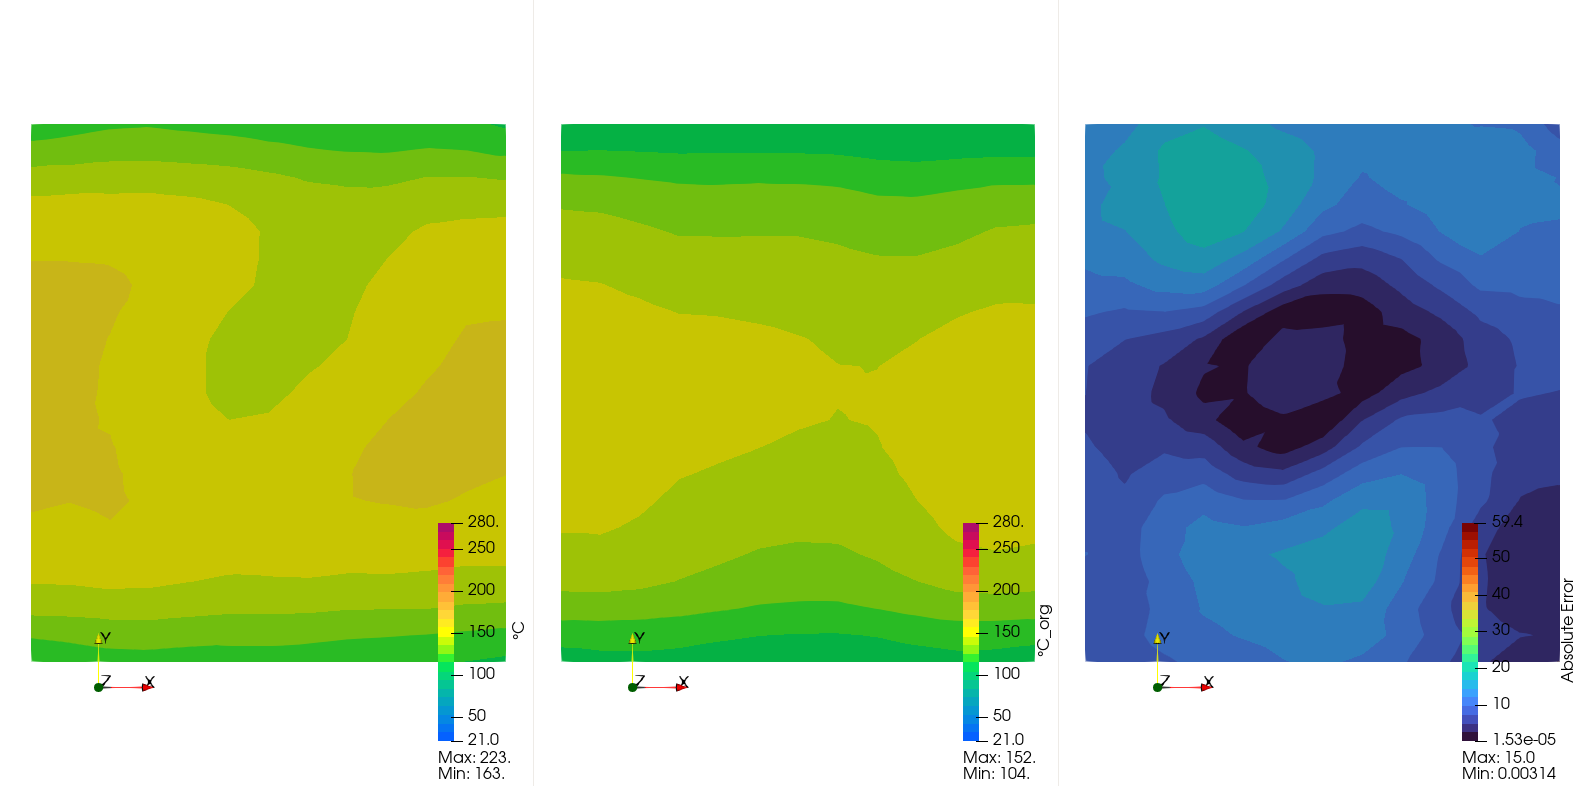 280.
250
200
150
100
50
21.0
°C
Max: 223.
Min: 163.
Y
Z
X
280.
250
200
150
100
50
21.0
°C_org
Max: 152.
Min: 104.
Y
Z
X
59.4
50
40
30
20
10
1.53e-05
Absolute Error
Max: 15.0
Min: 0.00314
Y
Z
X